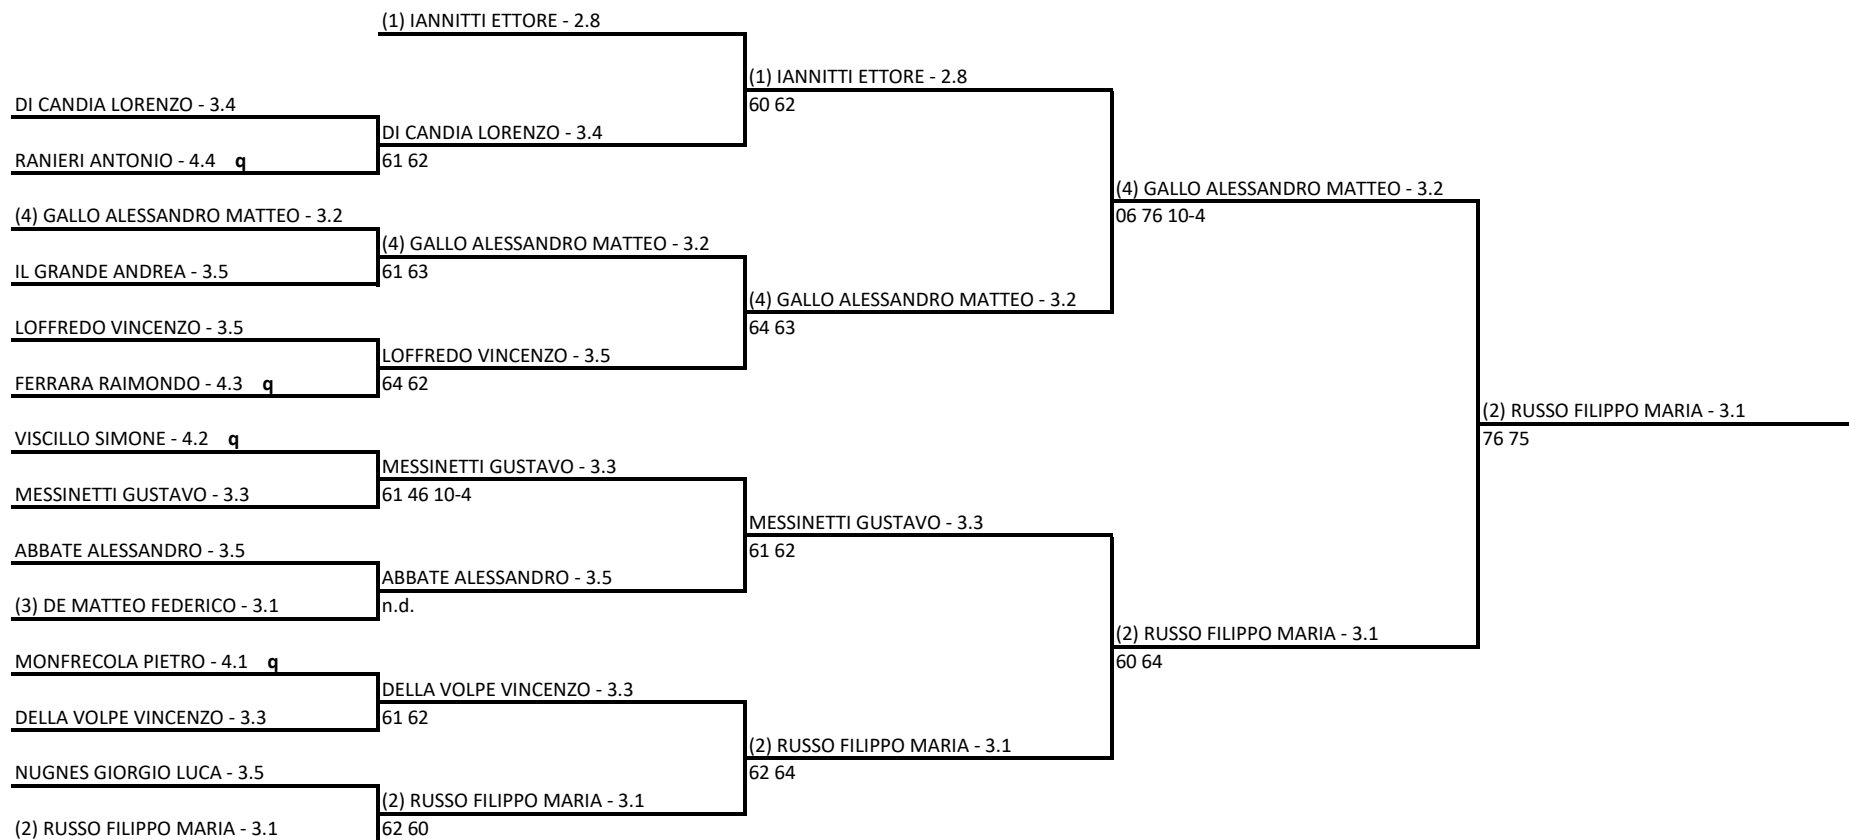 (1) IANNITTI ETTORE - 2.8
(1) IANNITTI ETTORE - 2.8
DI CANDIA LORENZO - 3.4
60 62
DI CANDIA LORENZO - 3.4
RANIERI ANTONIO - 4.4 q
61 62
(4) GALLO ALESSANDRO MATTEO - 3.2
(4) GALLO ALESSANDRO MATTEO - 3.2
06 76 10-4
(4) GALLO ALESSANDRO MATTEO - 3.2
IL GRANDE ANDREA - 3.5
61 63
(4) GALLO ALESSANDRO MATTEO - 3.2
LOFFREDO VINCENZO - 3.5
64 63
LOFFREDO VINCENZO - 3.5
FERRARA RAIMONDO - 4.3 q
64 62
(2) RUSSO FILIPPO MARIA - 3.1
VISCILLO SIMONE - 4.2 q
76 75
MESSINETTI GUSTAVO - 3.3
MESSINETTI GUSTAVO - 3.3
61 46 10-4
MESSINETTI GUSTAVO - 3.3
ABBATE ALESSANDRO - 3.5
61 62
ABBATE ALESSANDRO - 3.5
(3) DE MATTEO FEDERICO - 3.1
n.d.
(2) RUSSO FILIPPO MARIA - 3.1
MONFRECOLA PIETRO - 4.1 q
60 64
DELLA VOLPE VINCENZO - 3.3
DELLA VOLPE VINCENZO - 3.3
61 62
(2) RUSSO FILIPPO MARIA - 3.1
NUGNES GIORGIO LUCA - 3.5
62 64
(2) RUSSO FILIPPO MARIA - 3.1
(2) RUSSO FILIPPO MARIA - 3.1
62 60